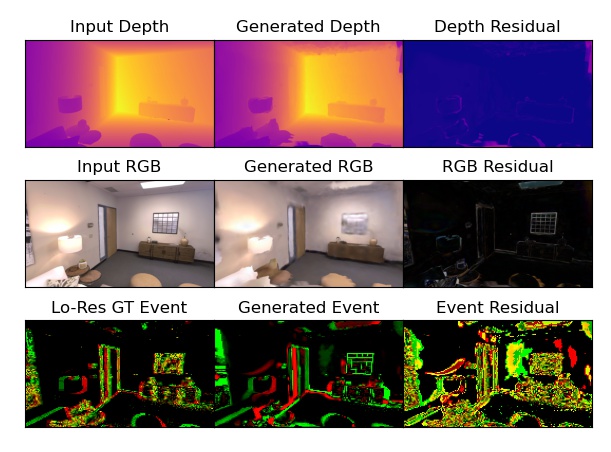 Input Depth Generated Depth Depth Residual
Input RGB Generated RGB RGB Residual
Lo-Res GT Event Generated Event Event Residual